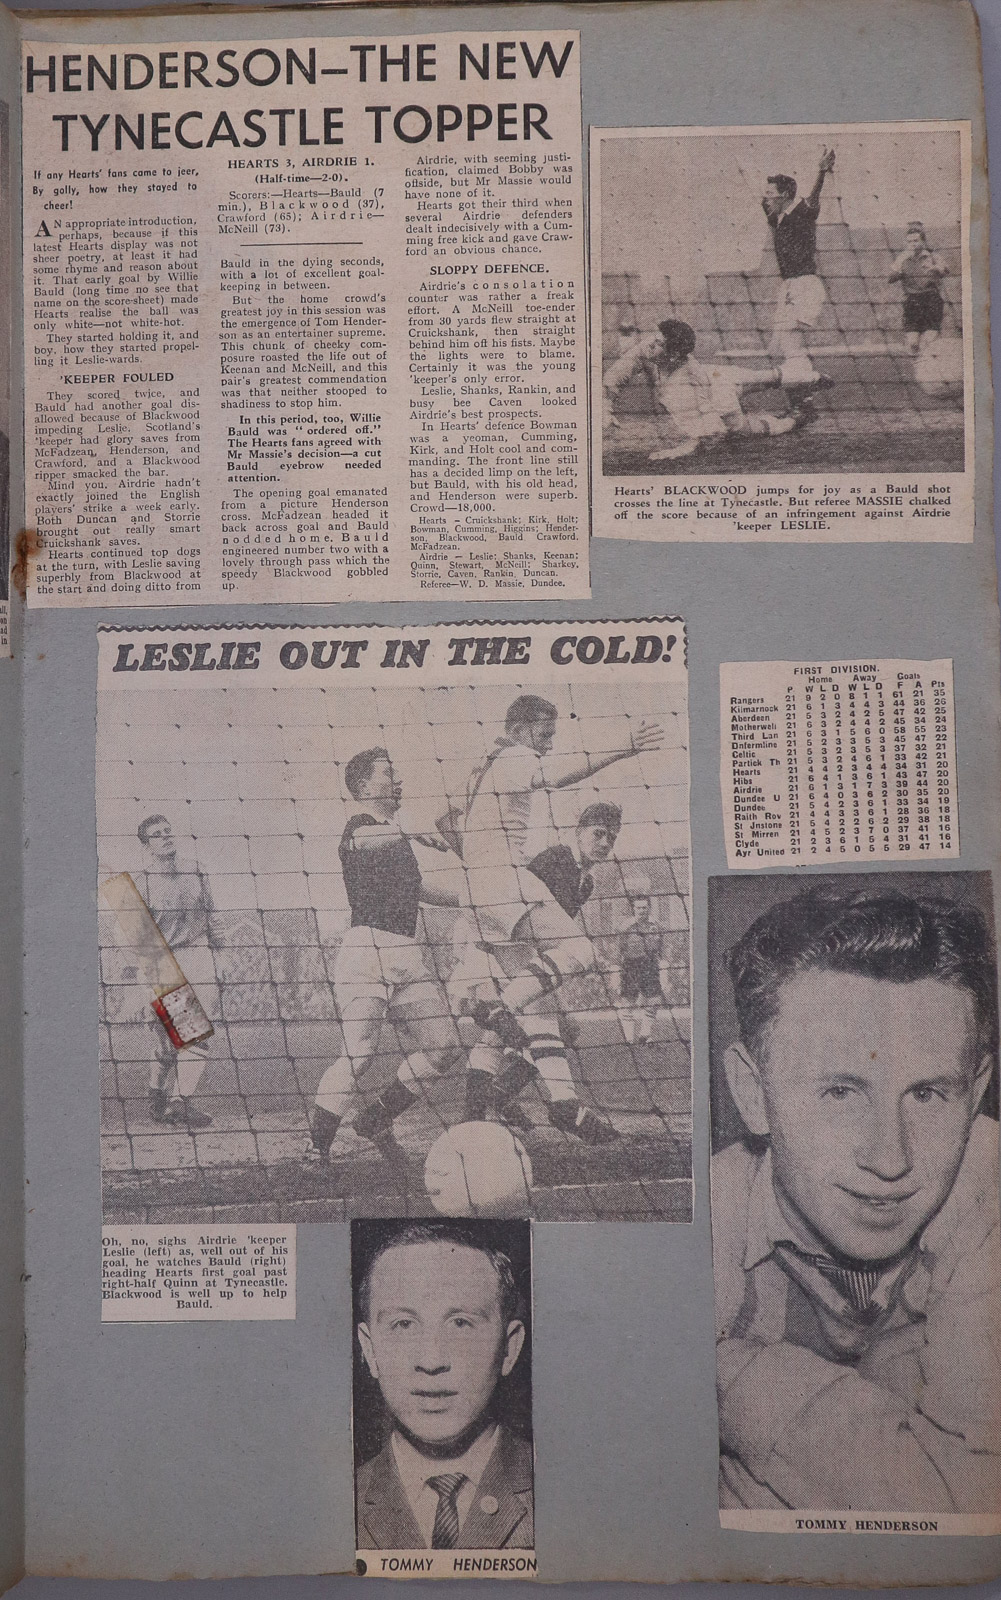 HENDERSON—THE NEW
TYNECASTLE TOPPER
If any Hearts' fans came to jeer,
By golly, how they stayed to
cheer!
AN appropriate introduction,
perhaps, because if this
latest Hearts display was not
sheer poetry, at least it had
some rhyme and reason about
it. That early goal by Willie
Bauld (long time no see that
name on the score-sheet) made
Hearts realise the ball was
only white—not white-hot.
They started holding it, and
boy, how they started propel-
ling it Leslie-wards.
'KEEPER FOULED
They scored twice, and
Bauld had another goal dis-
allowed because of Blackwood
impeding Leslie. Scotland's
'keeper had glory saves from
McFadzean, Henderson, and
Crawford, and a Blackwood
ripper smacked the bar.
Mind you, Airdrie hadn't
exactly joined the English
players' strike a week early.
Both Duncan and Storrie
brought out really smart
Cruickshank saves.
Hearts continued top dogs
at the turn, with Leslie saving
superbly from Blackwood at
the start and doing ditto from
HEARTS 3, AIRDRIE 1.
(Half-time—2-0).
Scorers:—Hearts—Bauld (7
min.), Blackwood (37),
Crawford (65); Airdrie—
McNeill (73).
Bauld in the dying seconds,
with a lot of excellent goal-
keeping in between.
But the home crowd's
greatest joy in this session was
the emergence of Tom Hender-
son as an entertainer supreme.
This chunk of cheeky com-
posure roasted the life out of
Keenan and McNeill, and this
pair's greatest commendation
was that neither stooped to
shadiness to stop him.
In this period, too, Willie
Bauld was "ordered off."
The Hearts fans agreed with
Mr Massie's decision—a cut
Bauld eyebrow needed
attention.
The opening goal emanated
from a picture Henderson
cross. McFadzean headed it
back across goal and Bauld
nodded home. Bauld
engineered number two with a
lovely through pass which the
speedy Blackwood gobbled
up.
Airdrie, with seeming justi-
fication, claimed Bobby was
offside, but Mr Massie would
have none of it.
Hearts got their third when
several Airdrie defenders
dealt indecisively with a Cum-
ming free kick and gave Craw-
ford an obvious chance.
SLOPPY DEFENCE.
Airdrie's consolation
counter was rather a freak
effort. A McNeill toe-ender
from 30 yards flew straight at
Cruickshank, then straight
behind him off his fists. Maybe
the lights were to blame.
Certainly it was the young
'keeper's only error.
Leslie, Shanks, Rankin, and
busy bee Caven looked
Airdrie's best prospects.
In Hearts' defence Bowman
was a yeoman, Cumming,
Kirk, and Holt cool and com-
manding. The front line still
has a decided limp on the left,
but Bauld, with his old head,
and Henderson were superb.
Crowd—18,000.
Hearts — Cruickshank; Kirk, Holt;
Bowman, Cumming, Higgins; Hender-
son, Blackwood, Bauld Crawford,
McFadzean.
Airdrie — Leslie; Shanks, Keenan;
Quinn, Stewart, McNeill; Sharkey,
Storrie, Caven, Rankin, Duncan.
Referee—W. D. Massie, Dundee.
Hearts' BLACKWOOD jumps for joy as a Bauld shot
crosses the line at Tynecastle. But referee MASSIE chalked
off the score because of an infringement against Airdrie
'keeper LESLIE.
LESLIE OUT IN THE COLD!
Oh, no, sighs Airdrie 'keeper
Leslie (left) as, well out of his
goal, he watches Bauld (right)
heading Hearts first goal past
right-half Quinn at Tynecastle.
Blackwood is well up to help
Bauld.
FIRST DIVISION.
Home Away Goals
P W L D W L D F A Pts
Rangers 21 9 2 0 8 1 1 61 21 35
Kilmarnock 21 6 1 3 4 4 3 44 36 26
Aberdeen 21 5 3 2 4 2 5 47 42 25
Motherwell 21 6 3 2 4 4 2 45 34 24
Third Lan 21 6 3 1 5 6 0 58 55 23
Dnfermline 21 5 2 3 3 5 3 45 47 22
Celtic 21 5 3 2 3 5 3 37 32 21
Partick Th 21 5 3 2 4 6 1 33 42 21
Hearts 21 4 4 2 3 4 4 34 31 20
Hibs 21 6 4 1 3 6 1 43 47 20
Airdrie 21 6 1 3 1 7 3 39 44 20
Dundee U 21 6 4 0 3 6 2 30 35 20
Dundee 21 5 4 2 3 6 1 33 34 19
Raith Rov 21 4 4 3 3 6 1 28 36 18
St Jnstone 21 5 4 2 2 6 2 29 38 18
St Mirren 21 4 5 2 3 7 0 37 41 16
Clyde 21 2 3 6 1 5 4 31 41 16
Ayr United 21 2 4 5 0 5 5 29 47 14
TOMMY HENDERSON
TOMMY HENDERSON